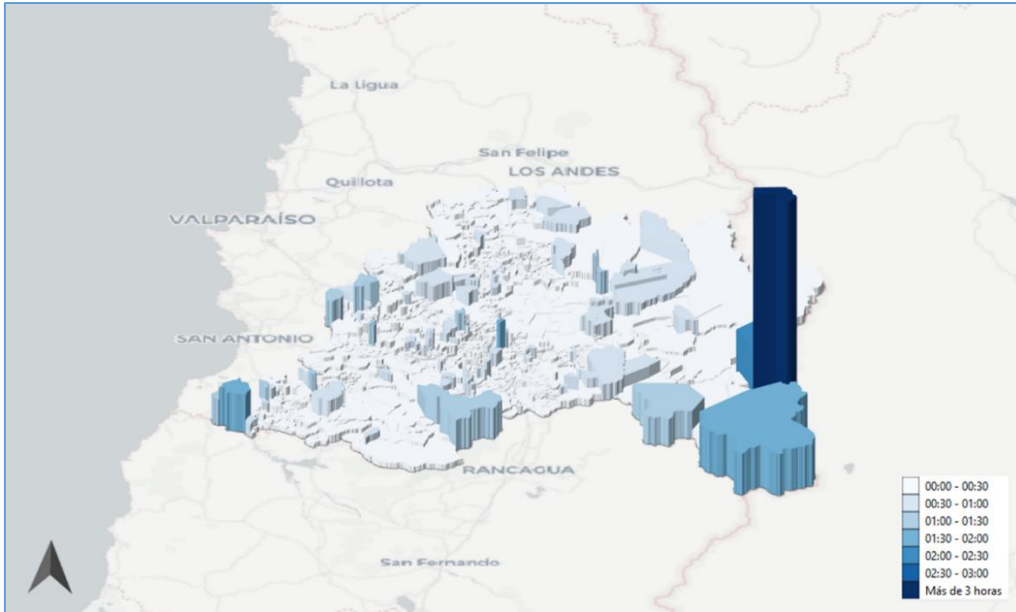 La Ligua
San Felipe
LOS ANDES
Quillota
VALPARAÍSO
SAN ANTONIO
RANCAGUA
San Fernando
00:00 - 00:30
00:30 - 01:00
01:00 - 01:30
01:30 - 02:00
02:00 - 02:30
02:30 - 03:00
Más de 3 horas